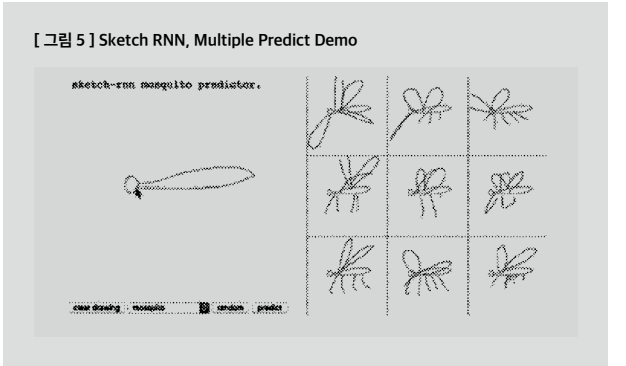 [ 그림 5 ] Sketch RNN, Multiple Predict Demo
sketch-rnn mosquito predictor.
clear drawing mosquito random predict